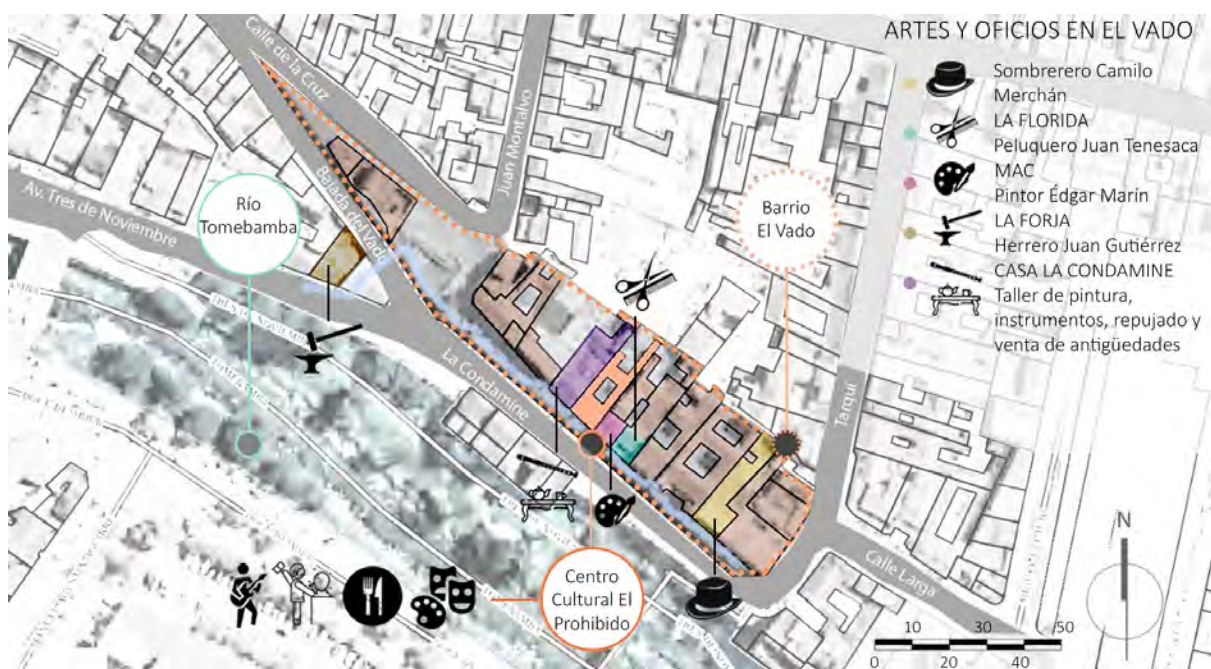 ARTES Y OFICIOS EN EL VADO
Sombrerero Camilo
Merchán
LA FLORIDA
Peluquero Juan Tenesaca
MAC
Pintor Édgar Marín
LA FORJA
Herrero Juan Gutiérrez
CASA LA CONDAMINE
Taller de pintura,
instrumentos, repujado y
venta de antigüedades
Calle de la Cruz
Juan Montalvo
Bajada del Vado
Av. Tres de Noviembre
Río
Tomebamba
Barrio
El Vado
La Condamine
Tarqui
Calle Larga
Centro
Cultural El
Prohibido
N
10 30 50
0 20 40